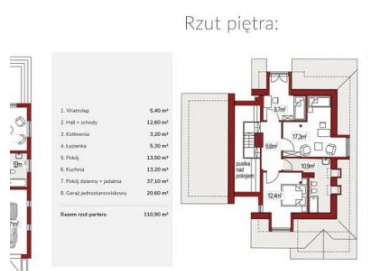 Rzut piętra:
1. Wiatrołap 5,40 m²
2. Hall + schody 12,60 m²
3. Kotłownia 3,20 m²
4. Łazienka 5,30 m²
5. Pokój 13,50 m²
6. Kuchnia 13,20 m²
7. Pokój dzienny + jadalnia 37,10 m²
8. Garaż jednostanowiskowy 20,60 m²
Razem rzut parteru 110,90 m²
9,7m²
17,3m²
6,8m²
10,9m²
pustka
nad
pokojem
12,4m²